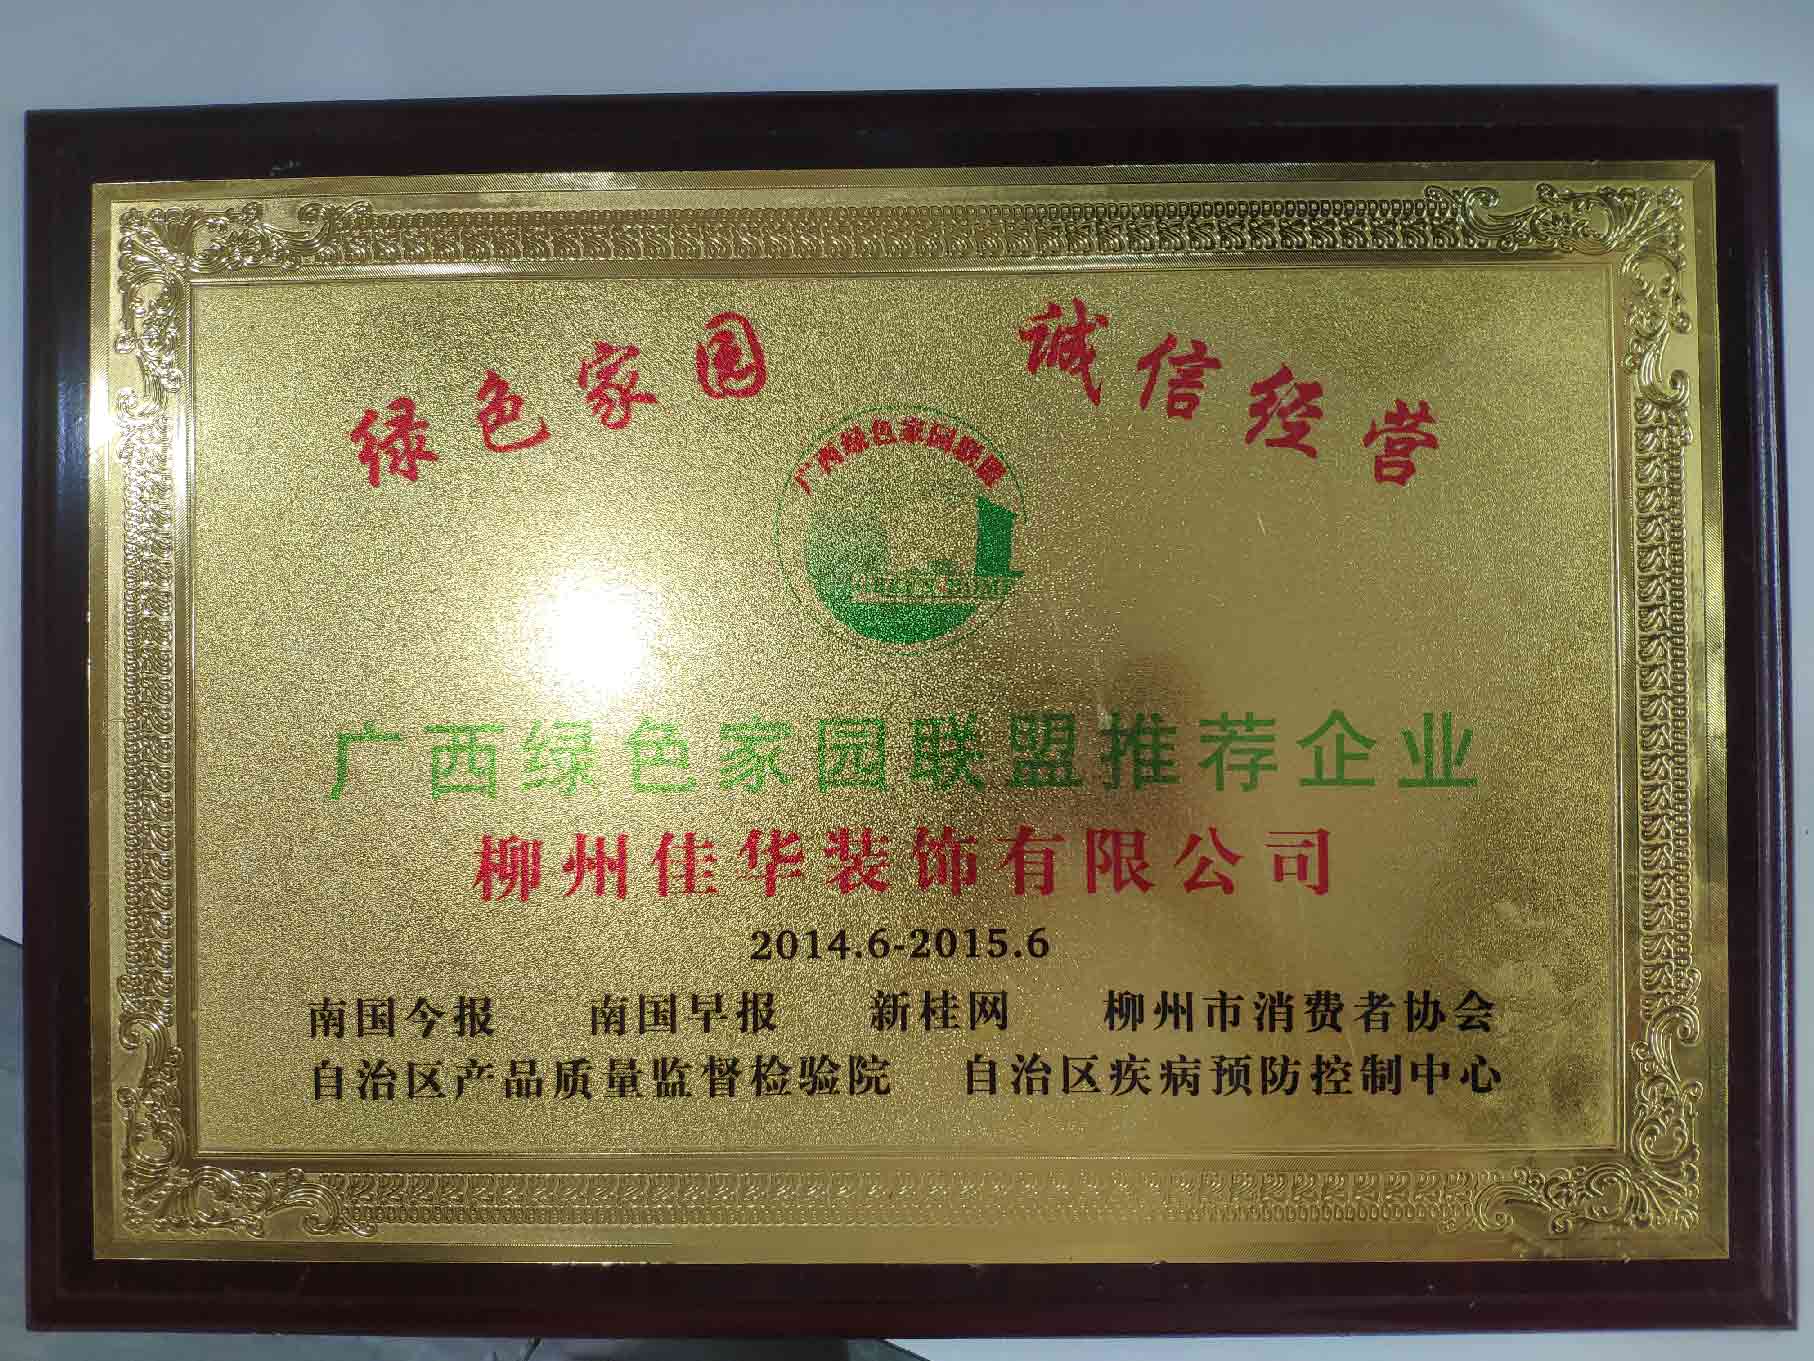 绿色家园 诚信经营
广西绿色家园联盟
广西绿色家园联盟推荐企业
柳州佳华装饰有限公司
2014.6-2015.6
南国今报 南国早报 新桂网 柳州市消费者协会
自治区产品质量监督检验院 自治区疾病预防控制中心